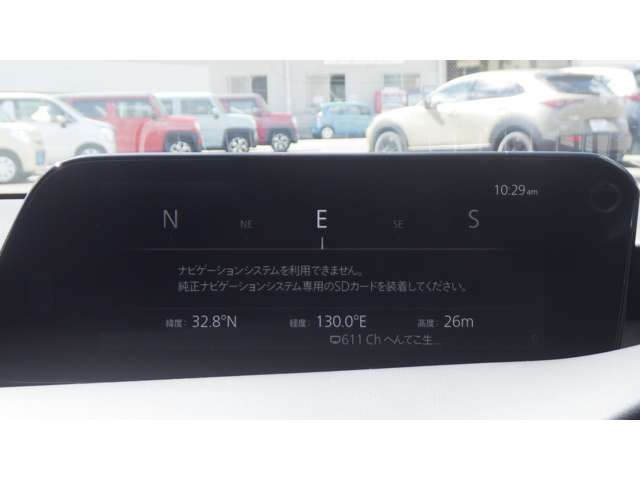 10:29am
N NE E SE S
ナビゲーションシステムを利用できません。
純正ナビゲーションシステム専用のSDカードを装着してください。
緯度: 32.8°N 経度: 130.0°E 高度: 26m
611 Ch へんてこ生...